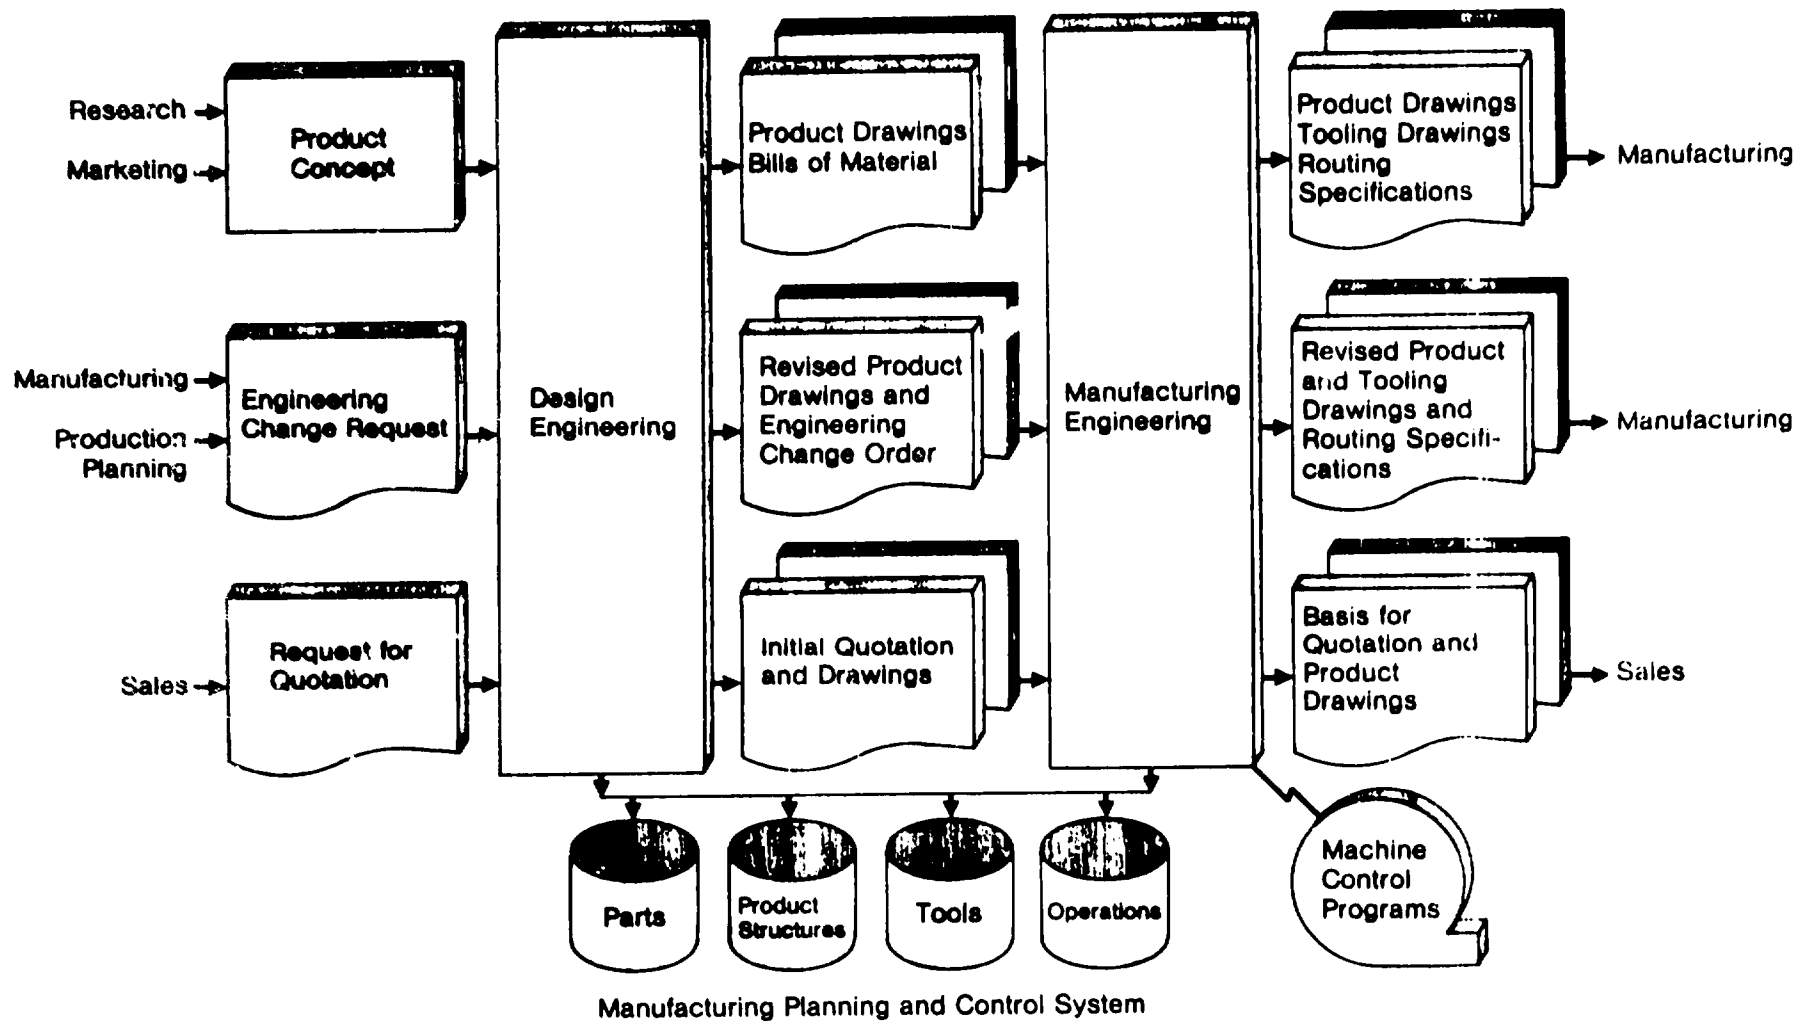 Research
Marketing
Product
Concept
Product Drawings
Bills of Material
Product Drawings
Tooling Drawings
Routing
Specifications
Manufacturing
Manufacturing
Production
Planning
Engineering
Change Request
Design
Engineering
Revised Product
Drawings and
Engineering
Change Order
Manufacturing
Engineering
Revised Product
and Tooling
Drawings and
Routing Specifi-
cations
Manufacturing
Sales
Request for
Quotation
Initial Quotation
and Drawings
Basis for
Quotation and
Product
Drawings
Sales
Parts
Product
Structures
Tools
Operations
Machine
Control
Programs
Manufacturing Planning and Control System